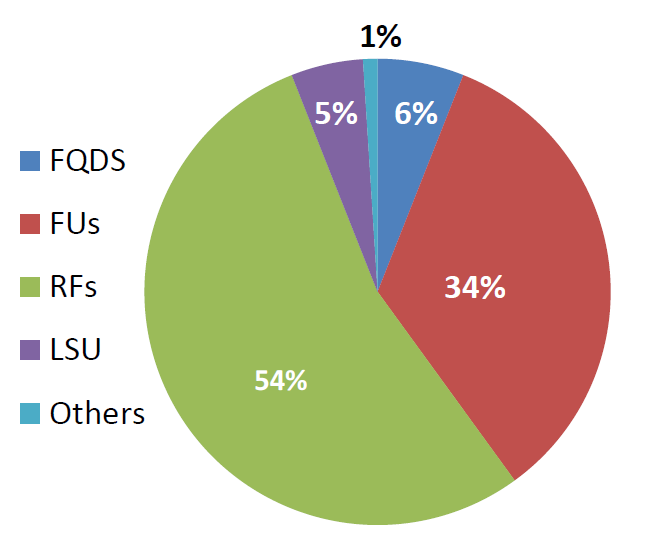 1%
5%
6%
FQDS
FUs
RFs
34%
LSU
54%
Others